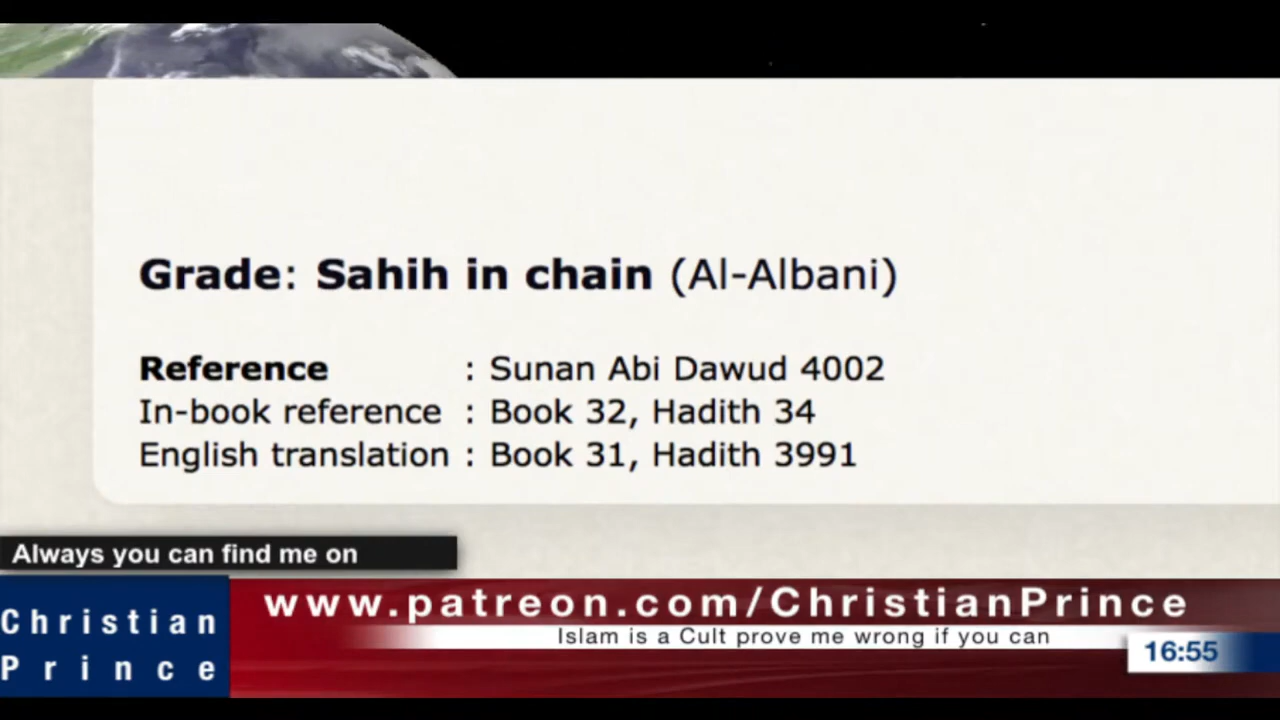 Grade: Sahih in chain (Al-Albani)
Reference : Sunan Abi Dawud 4002
In-book reference : Book 32, Hadith 34
English translation : Book 31, Hadith 3991
Always you can find me on
Christian
Prince
www.patreon.com/ChristianPrince
Islam is a Cult prove me wrong if you can
16:55